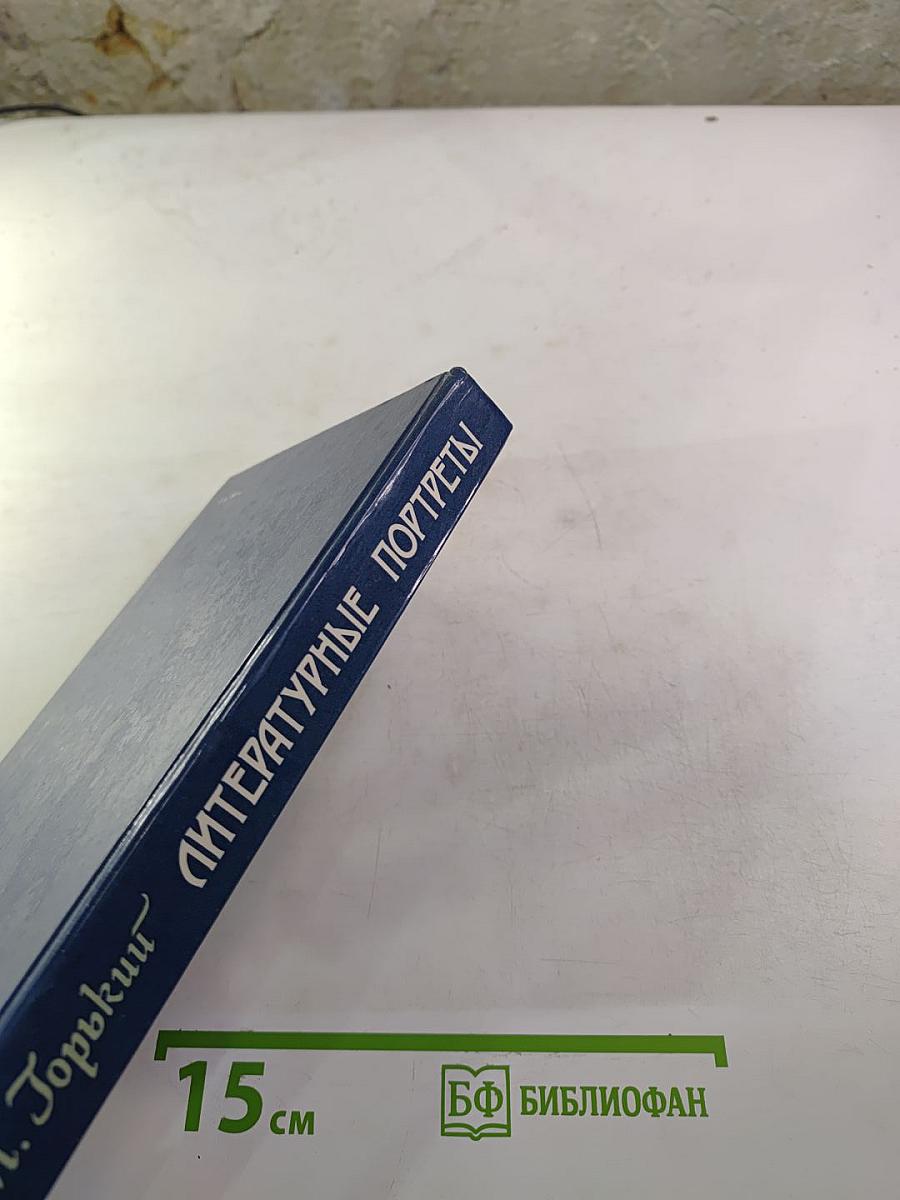 М. Горький ЛИТЕРАТУРНЫЕ ПОРТРЕТЫ
15 см
БФ БИБЛИОФАН